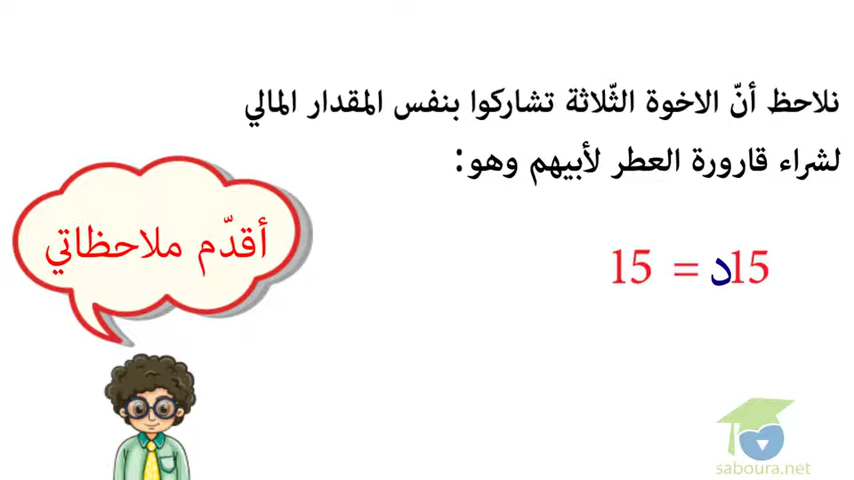 نلاحظ أنّ الاخوة الثّلاثة تشاركوا بنفس المقدار المالي
لشراء قارورة العطر لأبيهم وهو:
أقدّم ملاحظاتي
15 = د15
saboura.net